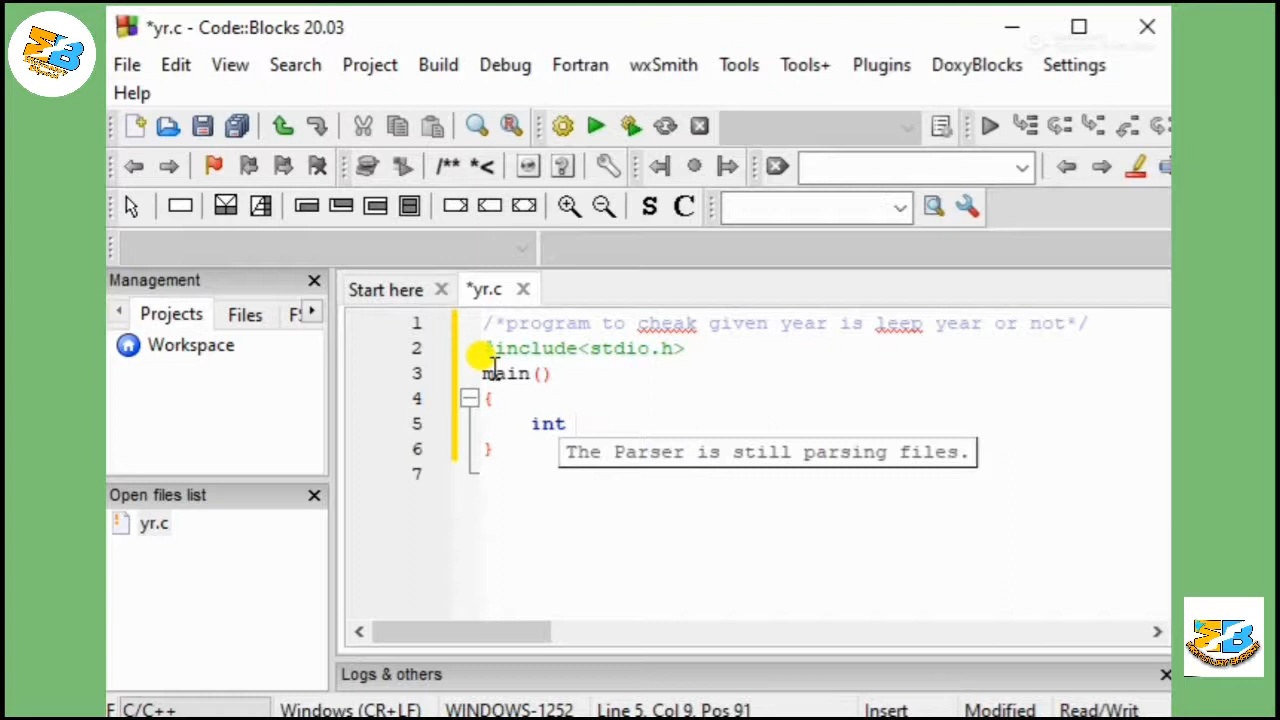 *yr.c - Code::Blocks 20.03
File Edit View Search Project Build Debug Fortran wxSmith Tools Tools+ Plugins DoxyBlocks Settings
Help
/** *<
S C
Management
Projects Files FS
Workspace
Open files list
yr.c
Start here *yr.c
1 /*program to cheak given year is leep year or not*/
2 #include<stdio.h>
3 main()
4 {
5 int
The Parser is still parsing files.
6 }
7
Logs & others
F C/C++ Windows (CR+LF) WINDOWS-1252 Line 5, Col 9, Pos 91 Insert Modified Read/Writ